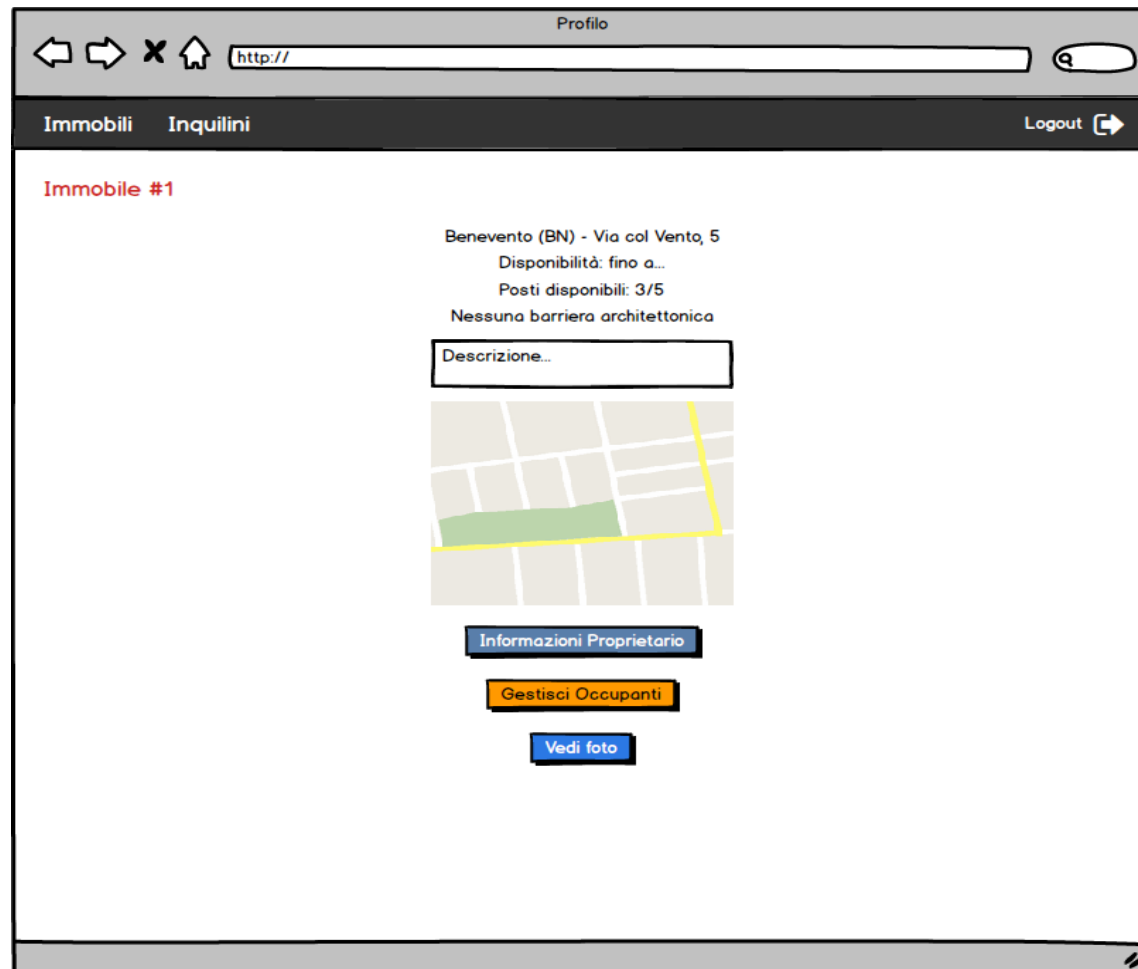 Profilo
http://
Immobili Inquilini Logout
Immobile #1
Benevento (BN) - Via col Vento, 5
Disponibilità: fino a...
Posti disponibili: 3/5
Nessuna barriera architettonica
Descrizione...
Informazioni Proprietario
Gestisci Occupanti
Vedi foto